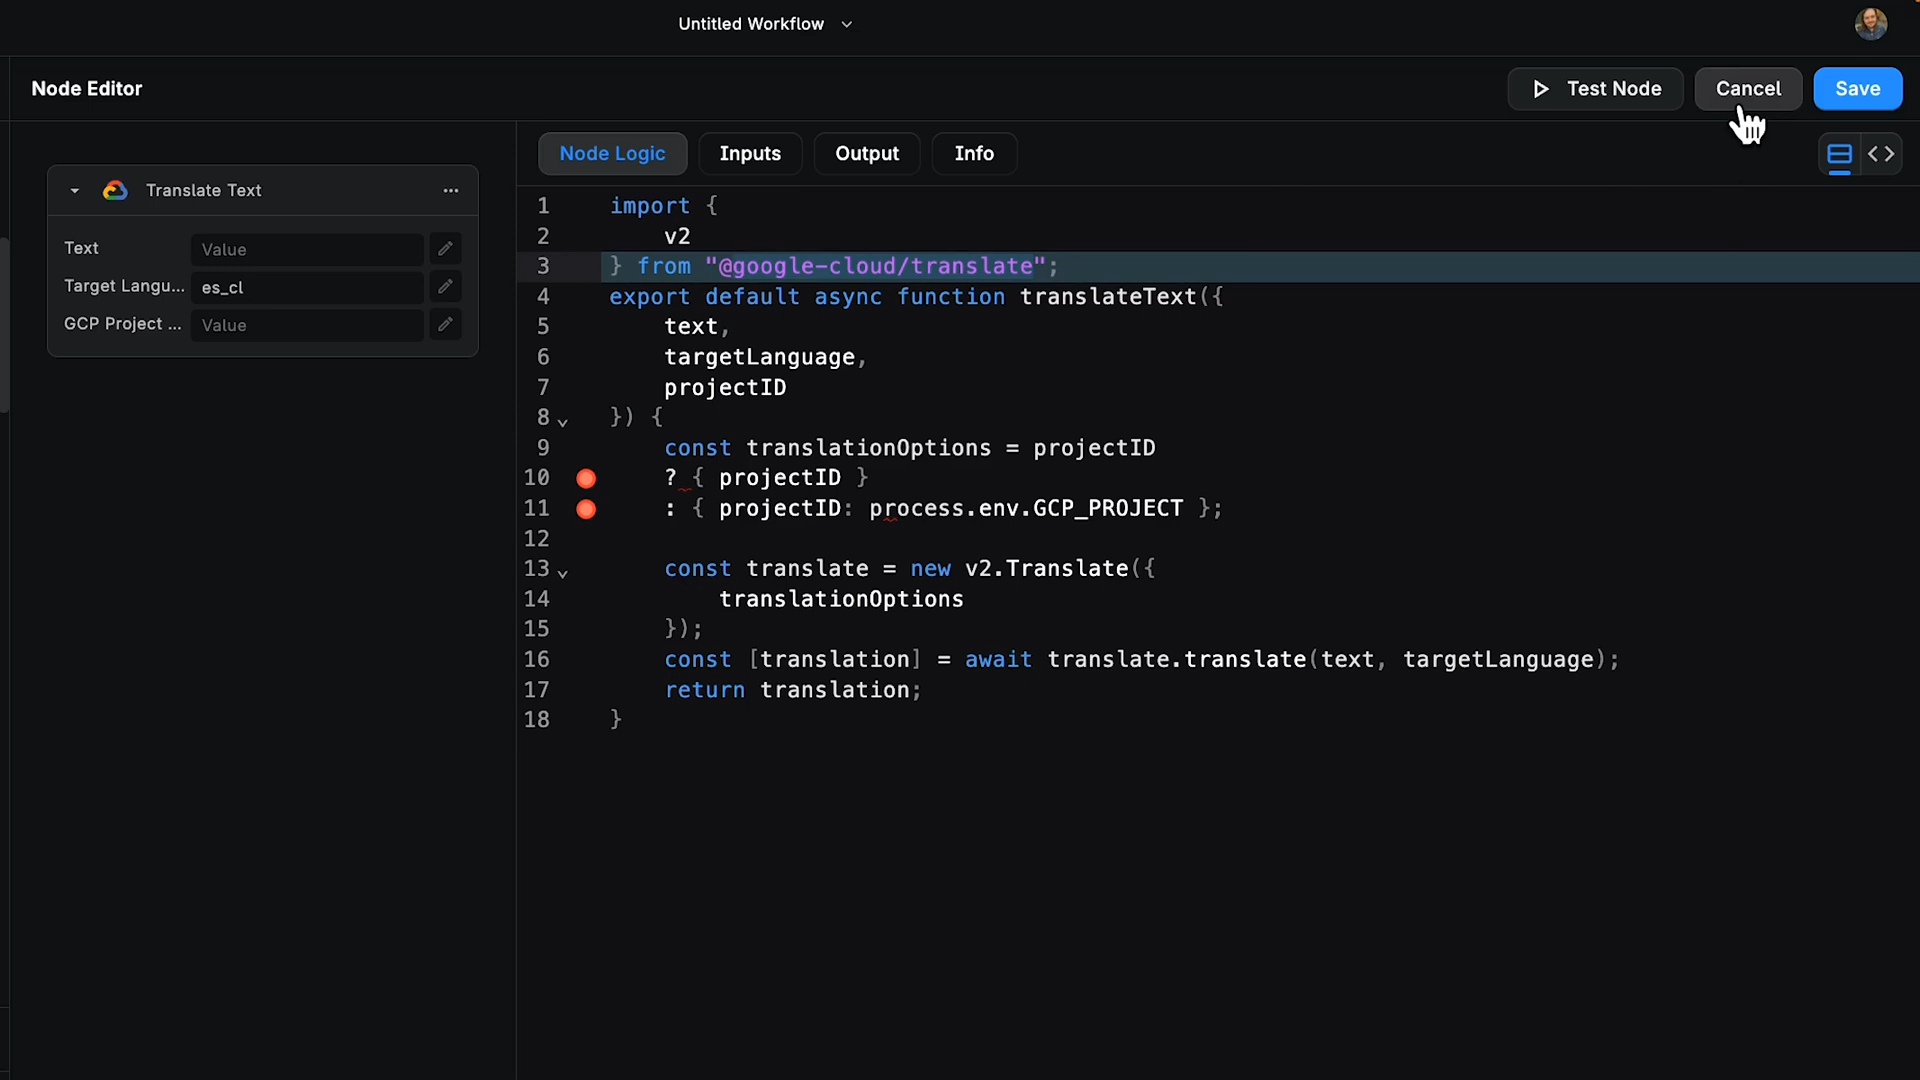 Untitled Workflow
Node Editor
Test Node
Cancel
Save
Node Logic
Inputs
Output
Info
Translate Text
Text
Value
Target Langu...
es_cl
GCP Project ...
Value
1 import {
2 v2
3 } from "@google-cloud/translate";
4 export default async function translateText({
5 text,
6 targetLanguage,
7 projectID
8 }) {
9 const translationOptions = projectID
10 ? { projectID }
11 : { projectID: process.env.GCP_PROJECT };
12
13 const translate = new v2.Translate({
14 translationOptions
15 });
16 const [translation] = await translate.translate(text, targetLanguage);
17 return translation;
18 }